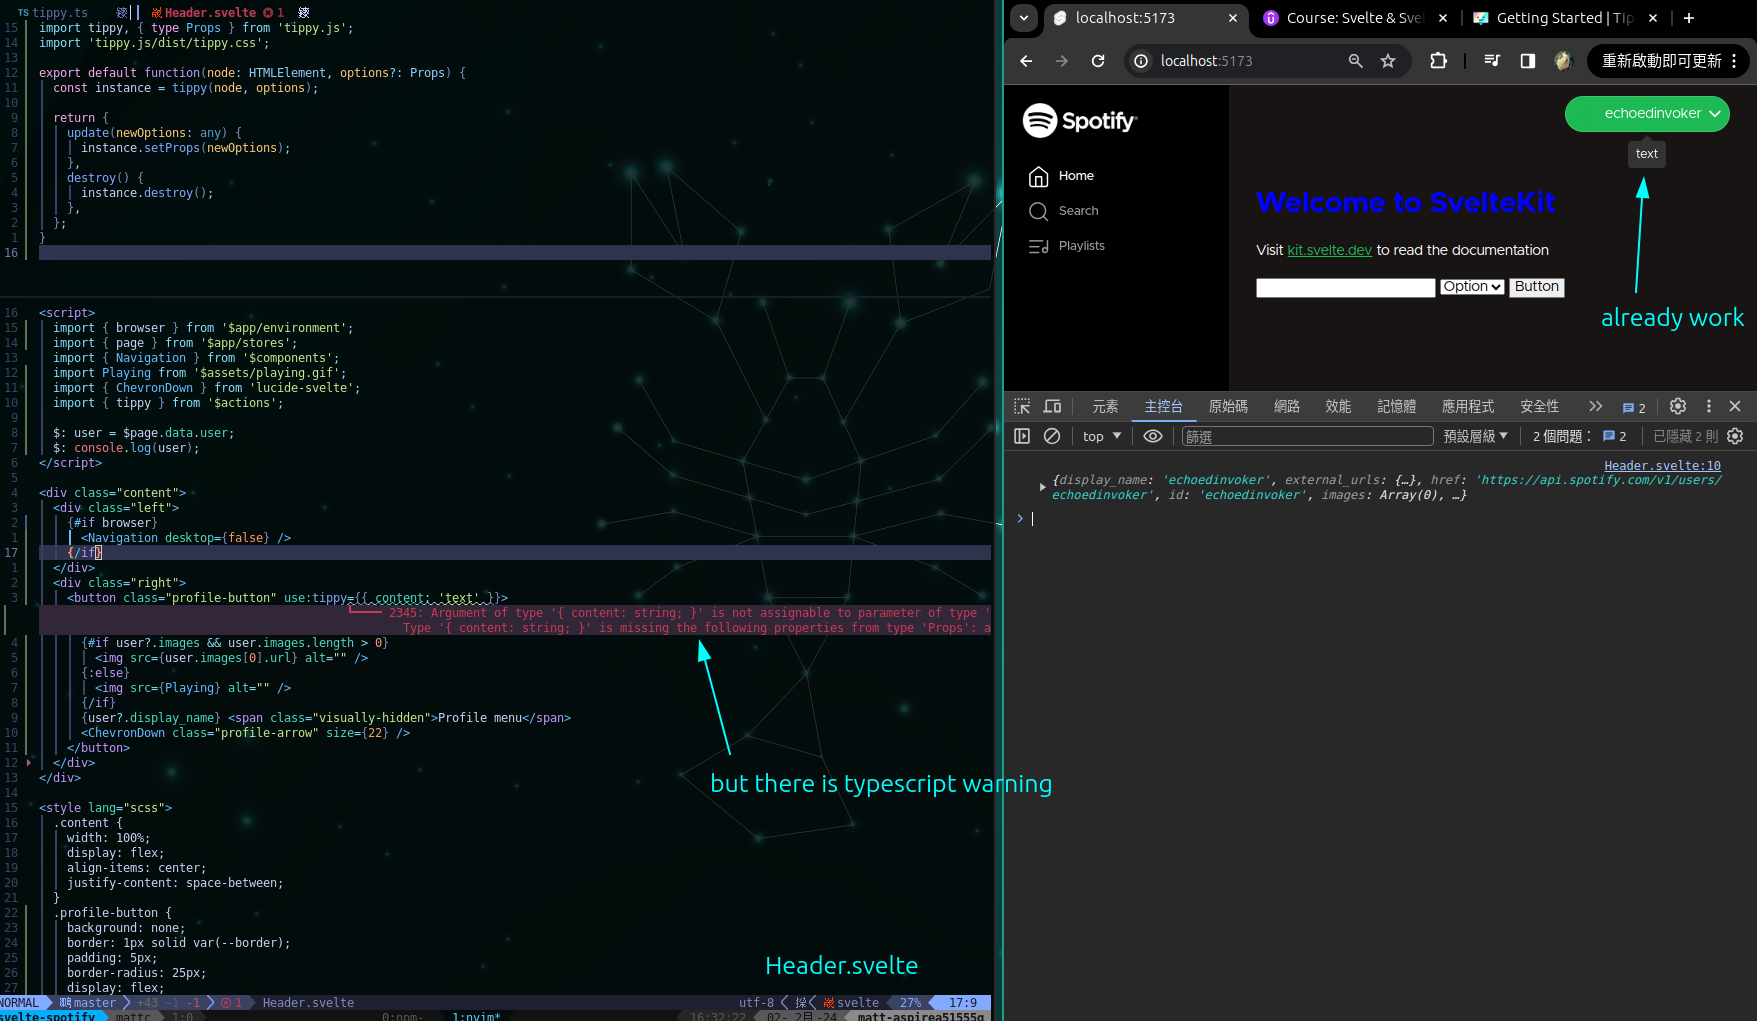 TS tippy.ts Header.svelte 1
15 import tippy, { type Props } from 'tippy.js';
14 import 'tippy.js/dist/tippy.css';
13
12 export default function(node: HTMLElement, options?: Props) {
11 const instance = tippy(node, options);
10
9 return {
8 update(newOptions: any) {
7 instance.setProps(newOptions);
6 },
5 destroy() {
4 instance.destroy();
3 },
2 };
1 }
16
16 <script>
15 import { browser } from '$app/environment';
14 import { page } from '$app/stores';
13 import { Navigation } from '$components';
12 import Playing from '$assets/playing.gif';
11 import { ChevronDown } from 'lucide-svelte';
10 import { tippy } from '$actions';
9
8 $: user = $page.data.user;
7 $: console.log(user);
6 </script>
5
4 <div class="content">
3 <div class="left">
2 {#if browser}
1 <Navigation desktop={false} />
17 {/if}
1 </div>
2 <div class="right">
3 <button class="profile-button" use:tippy={{ content: 'text' }}>
2345: Argument of type '{ content: string; }' is not assignable to parameter of type '
Type '{ content: string; }' is missing the following properties from type 'Props': a
4 {#if user?.images && user.images.length > 0}
5 <img src={user.images[0].url} alt="" />
6 {:else}
7 <img src={Playing} alt="" />
8 {/if}
9 {user?.display_name} <span class="visually-hidden">Profile menu</span>
10 <ChevronDown class="profile-arrow" size={22} />
11 </button>
12 </div>
13 </div>
14
15 <style lang="scss">
16 .content {
17 width: 100%;
18 display: flex;
19 align-items: center;
20 justify-content: space-between;
21 }
22 .profile-button {
23 background: none;
24 border: 1px solid var(--border);
25 padding: 5px;
26 border-radius: 25px;
27 display: flex;
but there is typescript warning
Header.svelte
NORMAL master +43 ~1 -1 1 Header.svelte utf-8 svelte 27% 17:9
svelte-spotify mattc 1:0 0:npm- 1:nvim* 16:32:22 02- 2月-24 matt-aspirea51555g
localhost:5173 Course: Svelte & Sve Getting Started | Tip
localhost:5173 重新啟動即可更新
Spotify
echoedinvoker
text
Home
Search
Playlists
Welcome to SvelteKit
Visit kit.svelte.dev to read the documentation
Option Button
already work
元素 主控台 原始碼 網路 效能 記憶體 應用程式 安全性 2
top 篩選 預設層級 2 個問題： 2 已隱藏 2 則
Header.svelte:10
{display_name: 'echoedinvoker', external_urls: {…}, href: 'https://api.spotify.com/v1/users/
echoedinvoker', id: 'echoedinvoker', images: Array(0), …}